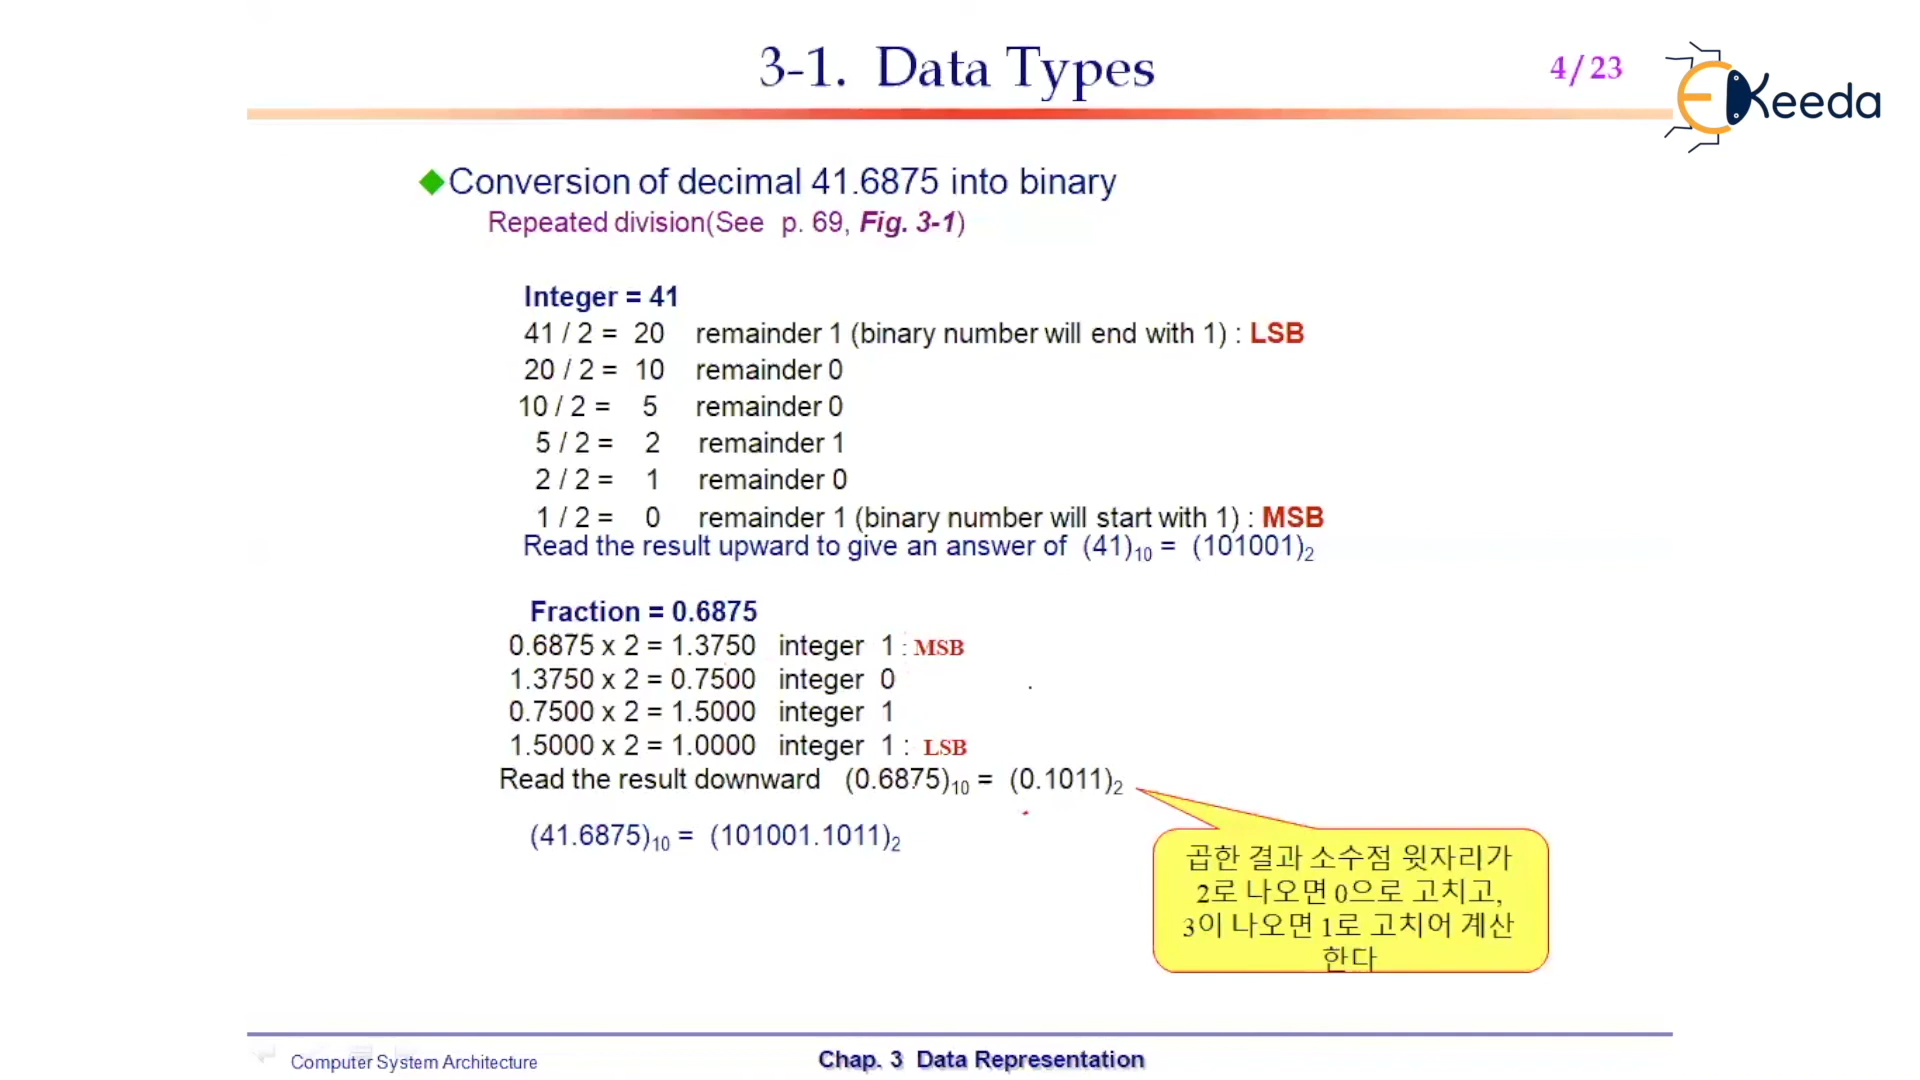 3-1. Data Types
4/23
EKeeda
Conversion of decimal 41.6875 into binary
Repeated division(See p. 69, Fig. 3-1)
Integer = 41
41 / 2 = 20 remainder 1 (binary number will end with 1) : LSB
20 / 2 = 10 remainder 0
10 / 2 = 5 remainder 0
5 / 2 = 2 remainder 1
2 / 2 = 1 remainder 0
1 / 2 = 0 remainder 1 (binary number will start with 1) : MSB
Read the result upward to give an answer of (41)₁₀ = (101001)₂
Fraction = 0.6875
0.6875 x 2 = 1.3750 integer 1 : MSB
1.3750 x 2 = 0.7500 integer 0
0.7500 x 2 = 1.5000 integer 1
1.5000 x 2 = 1.0000 integer 1 : LSB
Read the result downward (0.6875)₁₀ = (0.1011)₂
(41.6875)₁₀ = (101001.1011)₂
곱한 결과 소수점 윗자리가
2로 나오면 0으로 고치고,
3이 나오면 1로 고치어 계산
한다
Computer System Architecture
Chap. 3 Data Representation